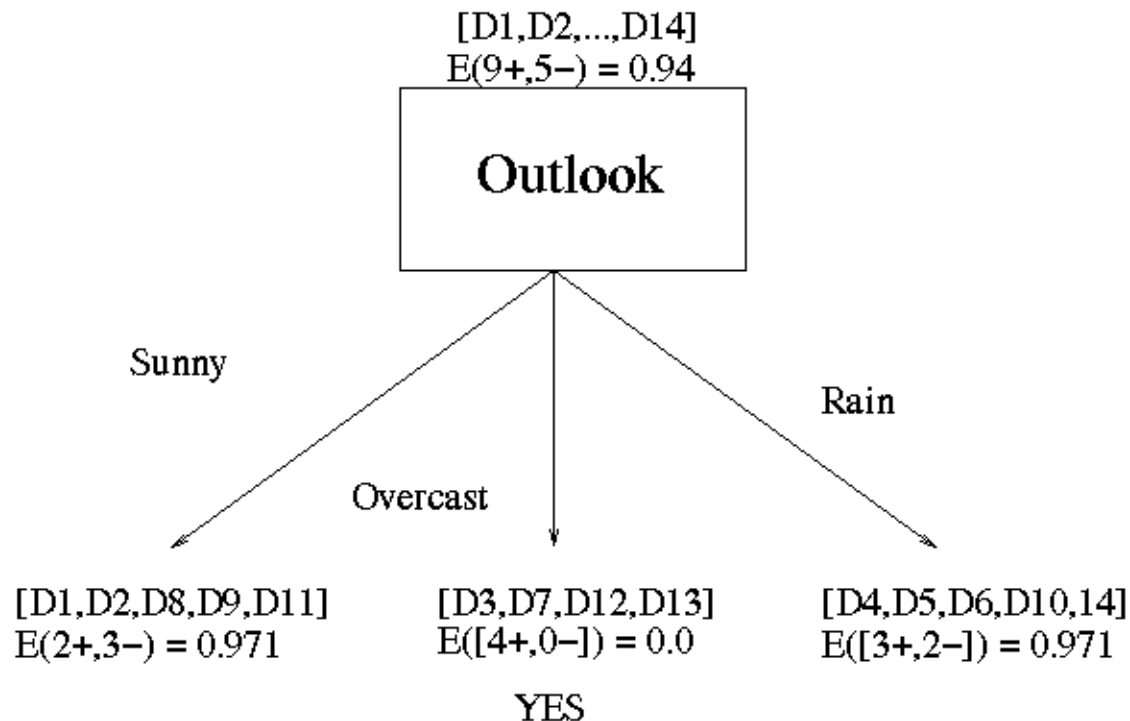 [D1,D2,...,D14]
E(9+,5−) = 0.94
Outlook
Sunny
Rain
Overcast
[D1,D2,D8,D9,D11]
E(2+,3−) = 0.971
[D3,D7,D12,D13]
E([4+,0−]) = 0.0
YES
[D4,D5,D6,D10,14]
E([3+,2−]) = 0.971